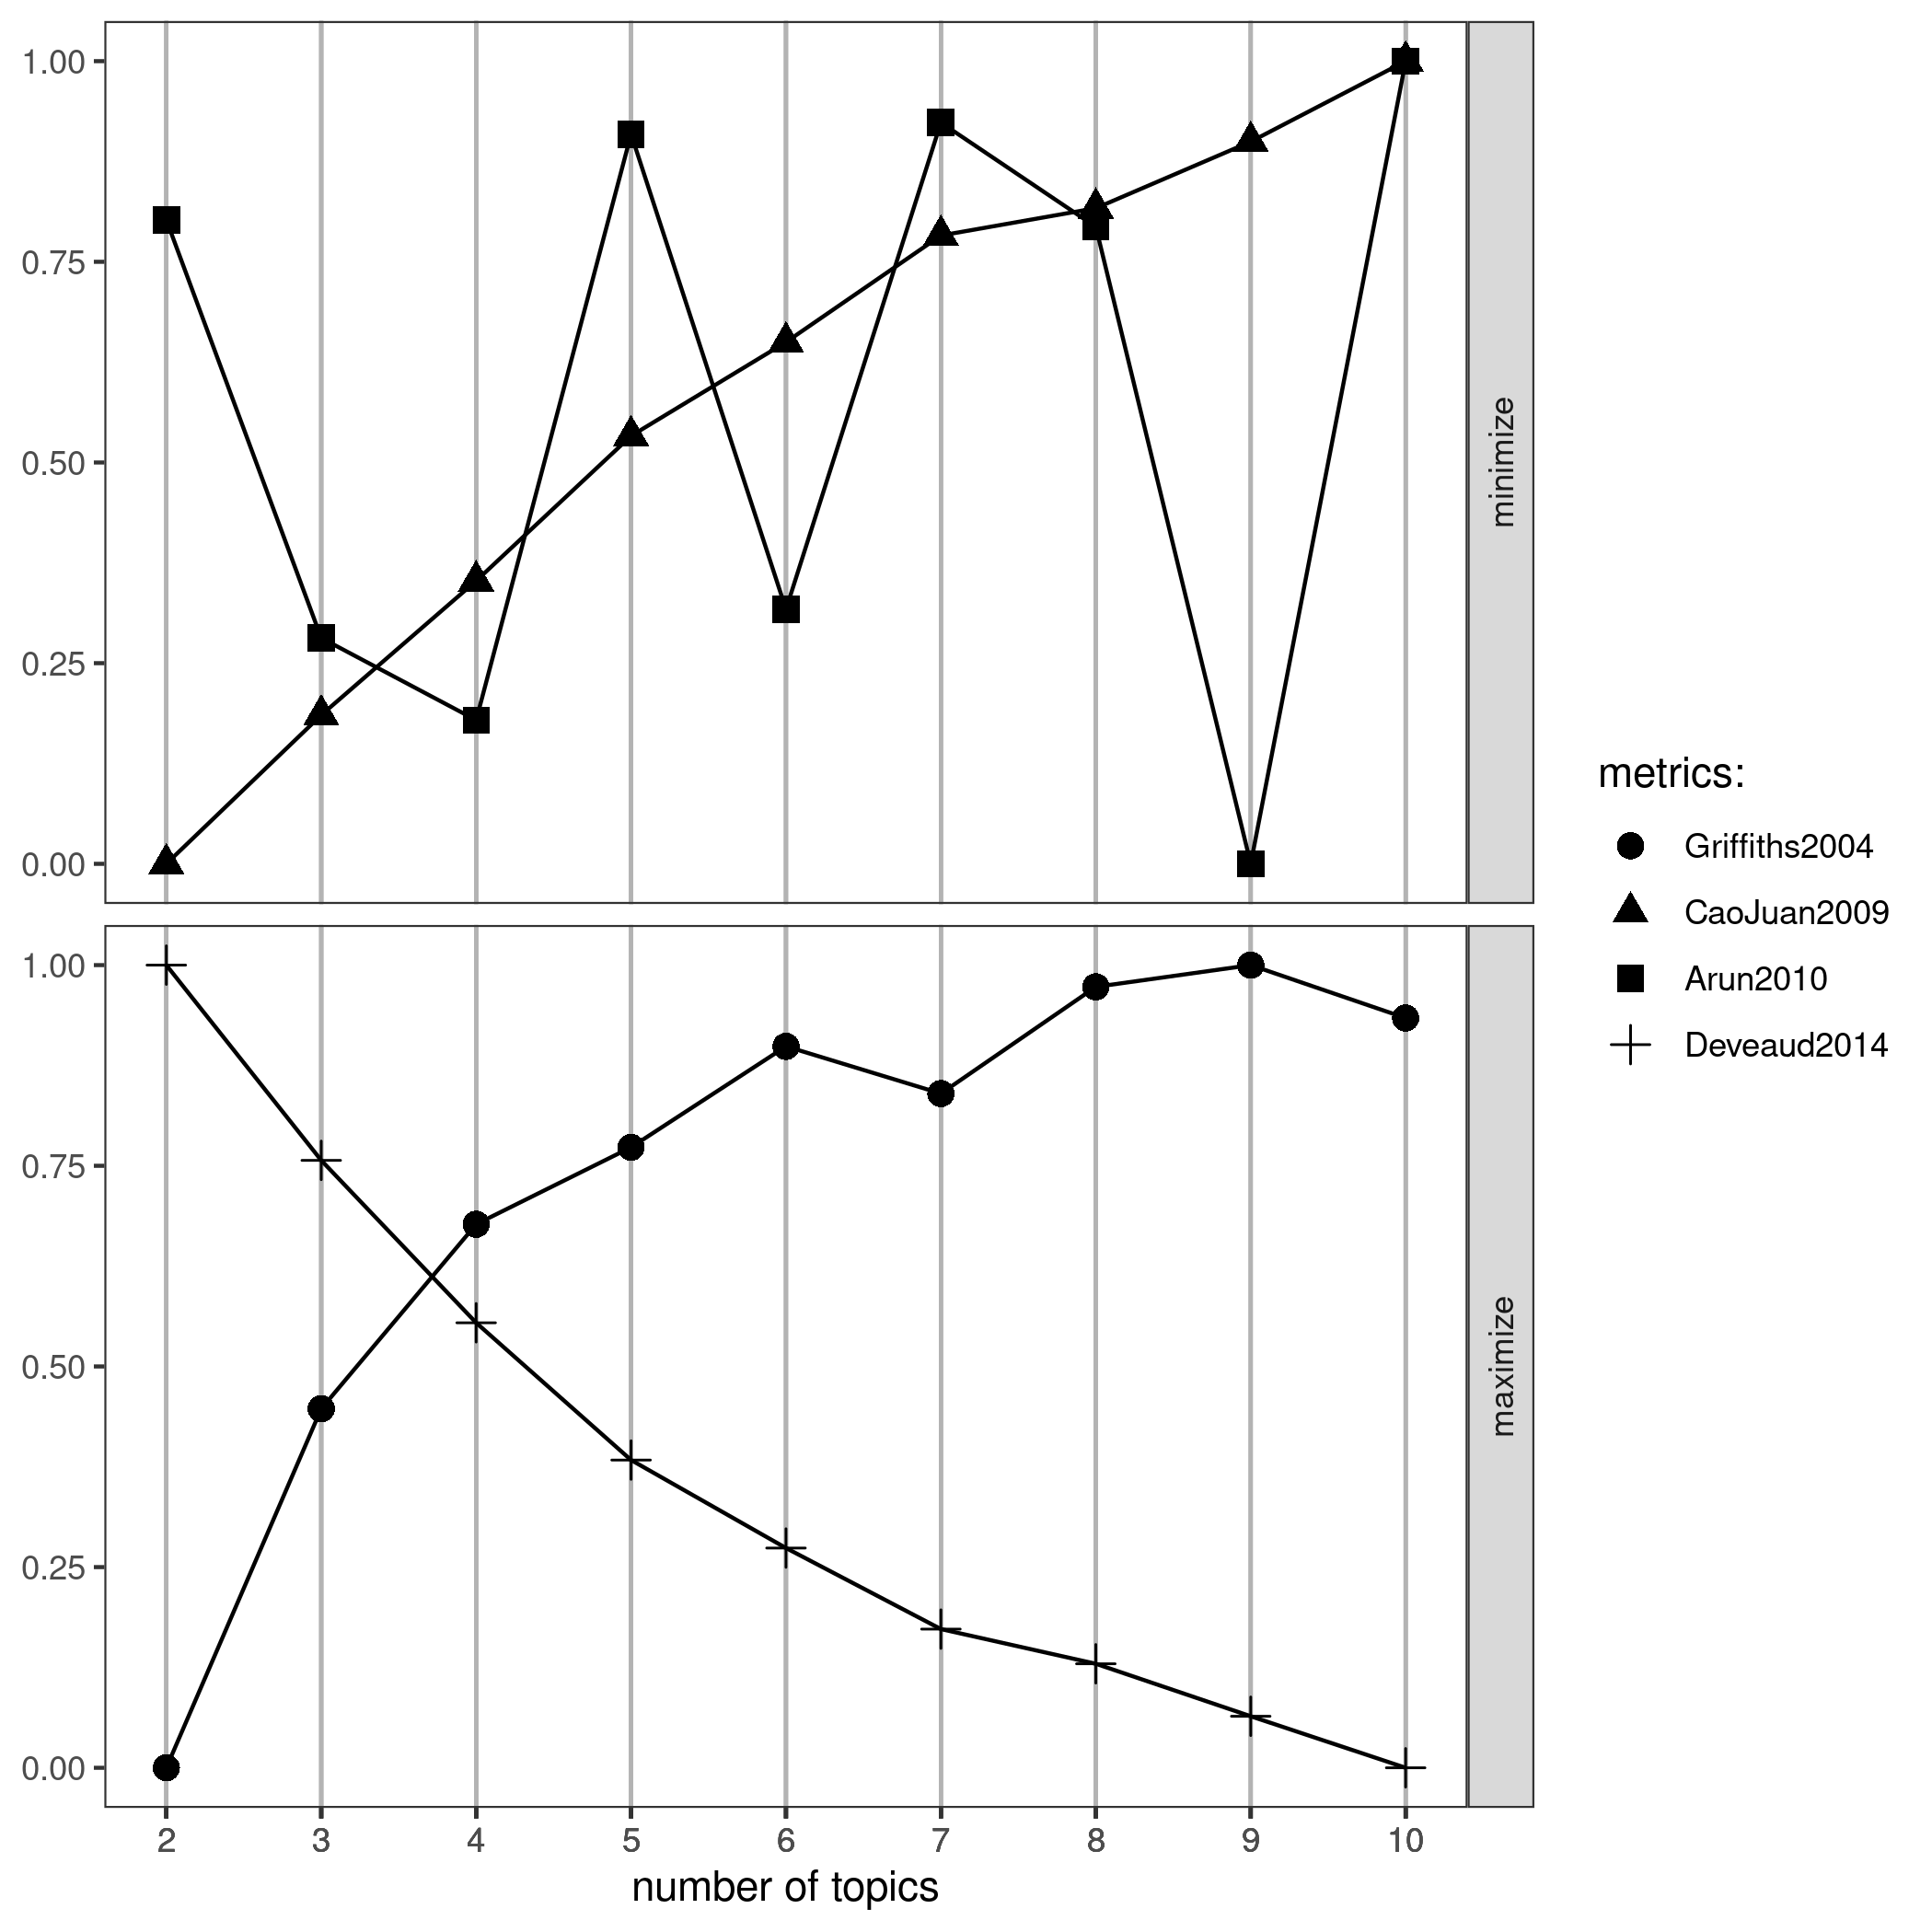 1.00
0.75
0.50
0.25
0.00
minimize
1.00
0.75
0.50
0.25
0.00
maximize
2 3 4 5 6 7 8 9 10
number of topics
metrics:
Griffiths2004
CaoJuan2009
Arun2010
Deveaud2014